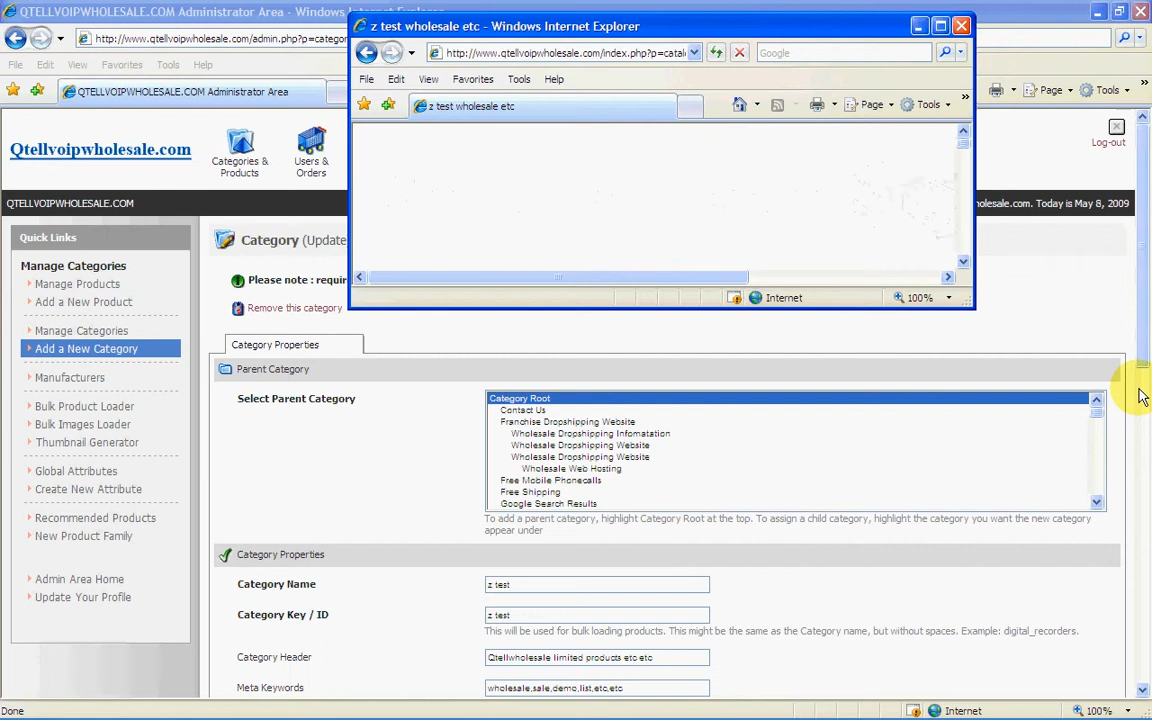 QTELLVOIPWHOLESALE.COM Administrator Area - Windows Internet Explorer
http://www.qtellvoipwholesale.com/admin.php?p=categor
File Edit View Favorites Tools Help
QTELLVOIPWHOLESALE.COM Administrator Area
Page Tools
z test wholesale etc - Windows Internet Explorer
http://www.qtellvoipwholesale.com/index.php?p=catal
Google
File Edit View Favorites Tools Help
z test wholesale etc
Page Tools
Internet 100%
Qtellvoipwholesale.com
Categories & Products
Users & Orders
Log-out
QTELLVOIPWHOLESALE.COM
holesale.com. Today is May 8, 2009
Quick Links
Manage Categories
Manage Products
Add a New Product
Manage Categories
Add a New Category
Manufacturers
Bulk Product Loader
Bulk Images Loader
Thumbnail Generator
Global Attributes
Create New Attribute
Recommended Products
New Product Family
Admin Area Home
Update Your Profile
Category (Update
Please note : requir
Remove this category
Category Properties
Parent Category
Select Parent Category
Category Root
Contact Us
Franchise Dropshipping Website
Wholesale Dropshipping Infomatation
Wholesale Dropshipping Website
Wholesale Dropshipping Website
Wholesale Web Hosting
Free Mobile Phonecalls
Free Shipping
Google Search Results
To add a parent category, highlight Category Root at the top. To assign a child category, highlight the category you want the new category
appear under
Category Properties
Category Name z test
Category Key / ID z test
This will be used for bulk loading products. This might be the same as the Category name, but without spaces. Example: digital_recorders.
Category Header Qtellwholesale limited products etc etc
Meta Keywords wholesale,sale,demo,list,etc,etc
Done Internet 100%